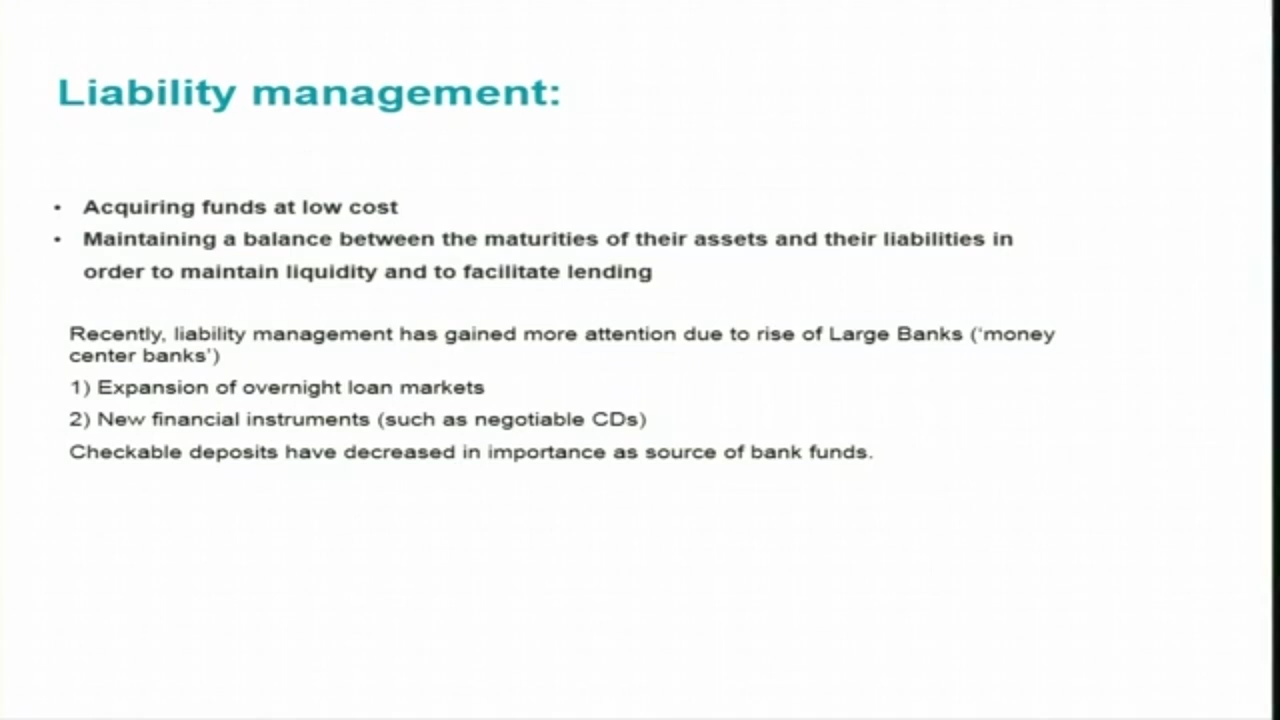 Liability management:
• Acquiring funds at low cost
• Maintaining a balance between the maturities of their assets and their liabilities in
order to maintain liquidity and to facilitate lending
Recently, liability management has gained more attention due to rise of Large Banks (‘money
center banks’)
1) Expansion of overnight loan markets
2) New financial instruments (such as negotiable CDs)
Checkable deposits have decreased in importance as source of bank funds.